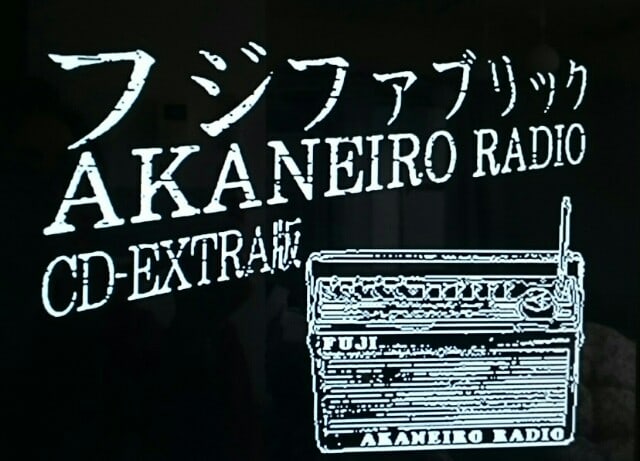 フジファブリック
AKANEIRO RADIO
CD-EXTRA版
FUJI
AKANEIRO RADIO